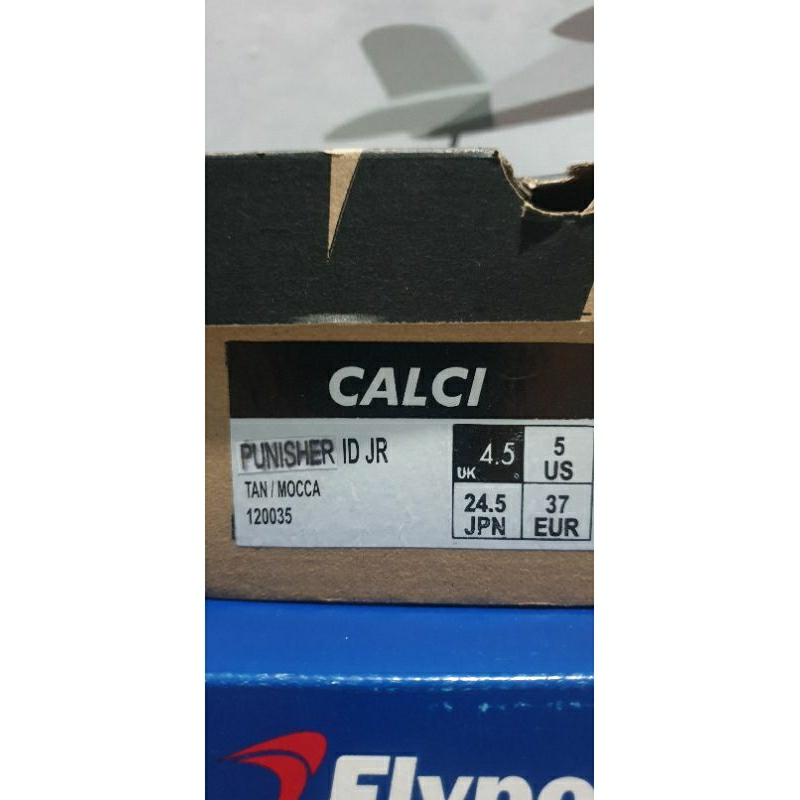 CALCI
PUNISHER ID JR
TAN / MOCCA
120035
UK 4.5
5 US
24.5 JPN
37 EUR